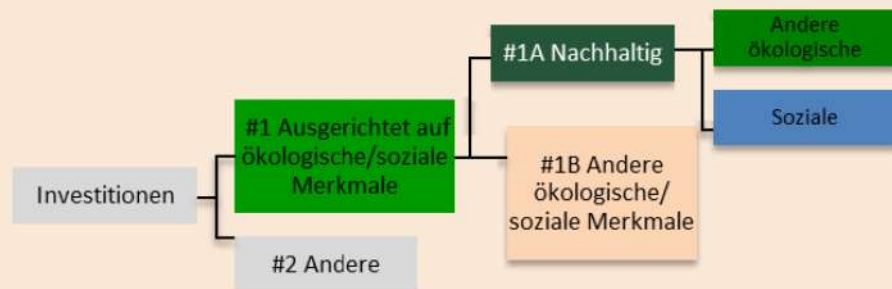 Investitionen
#1 Ausgerichtet auf
ökologische/soziale
Merkmale
#2 Andere
#1A Nachhaltig
#1B Andere
ökologische/
soziale Merkmale
Andere
ökologische
Soziale